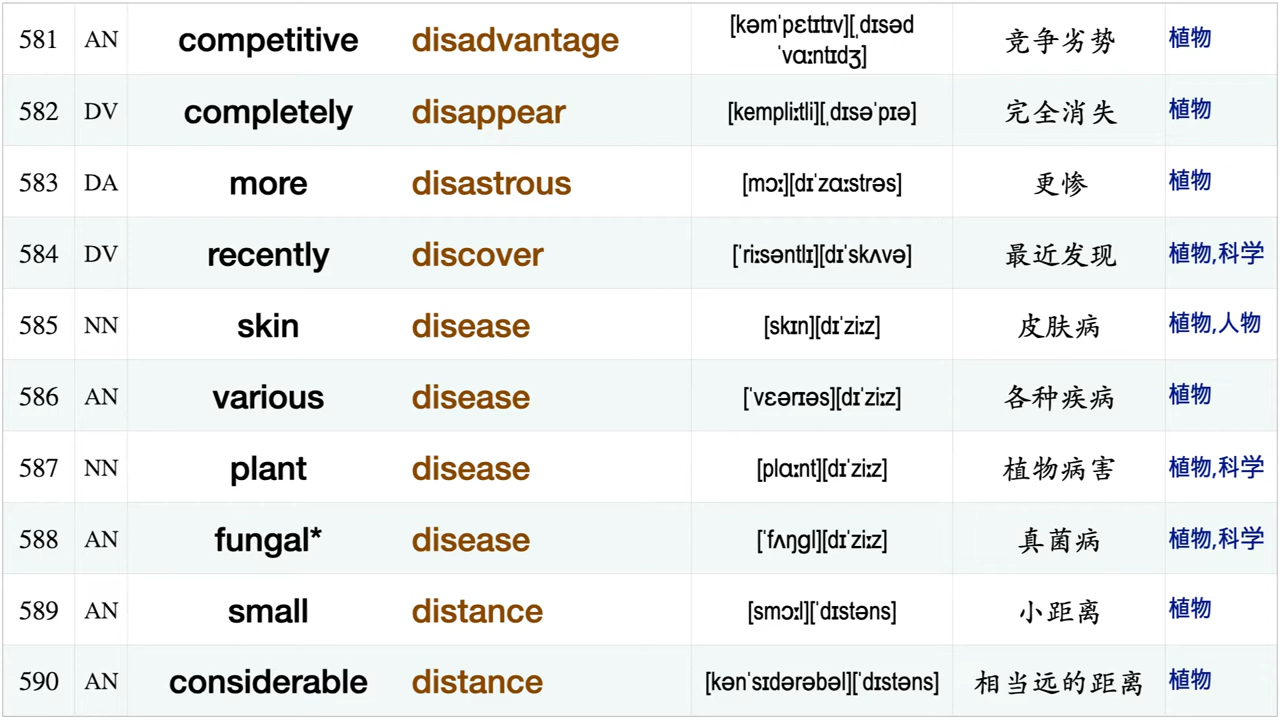 581 AN competitive disadvantage [kəmˈpɛtɪtɪv][ˌdɪsəd 竞争劣势 植物
ˈvɑːntɪdʒ]
582 DV completely disappear [kempliːtli][ˌdɪsəˈpɪə] 完全消失 植物
583 DA more disastrous [mɔː][dɪˈzɑːstrəs] 更惨 植物
584 DV recently discover [ˈriːsəntlɪ][dɪˈskʌvə] 最近发现 植物,科学
585 NN skin disease [skɪn][dɪˈziːz] 皮肤病 植物,人物
586 AN various disease [ˈvɛərɪəs][dɪˈziːz] 各种疾病 植物
587 NN plant disease [plɑːnt][dɪˈziːz] 植物病害 植物,科学
588 AN fungal* disease [ˈfʌŋgl][dɪˈziːz] 真菌病 植物,科学
589 AN small distance [smɔːl][ˈdɪstəns] 小距离 植物
590 AN considerable distance [kənˈsɪdərəbəl][ˈdɪstəns] 相当远的距离 植物